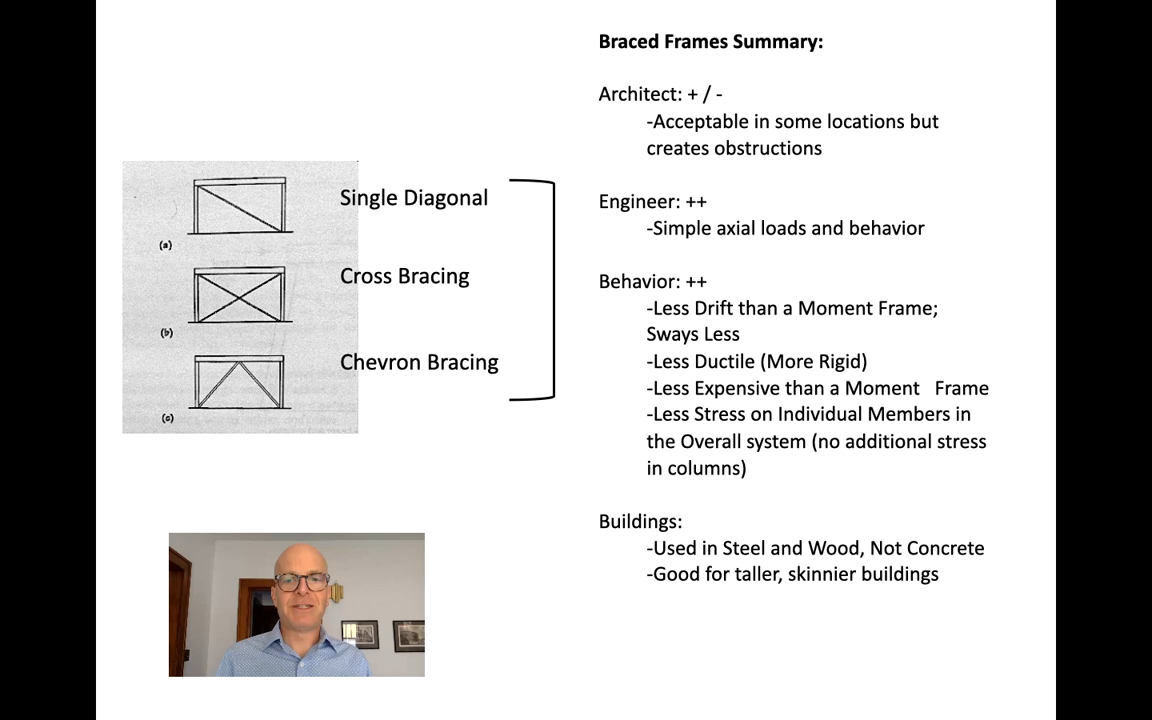 Braced Frames Summary:
Architect: + / -
-Acceptable in some locations but
creates obstructions
Single Diagonal
(a)
Cross Bracing
(b)
Chevron Bracing
(c)
Engineer: ++
-Simple axial loads and behavior
Behavior: ++
-Less Drift than a Moment Frame;
Sways Less
-Less Ductile (More Rigid)
-Less Expensive than a Moment   Frame
-Less Stress on Individual Members in
the Overall system (no additional stress
in columns)
Buildings:
-Used in Steel and Wood, Not Concrete
-Good for taller, skinnier buildings